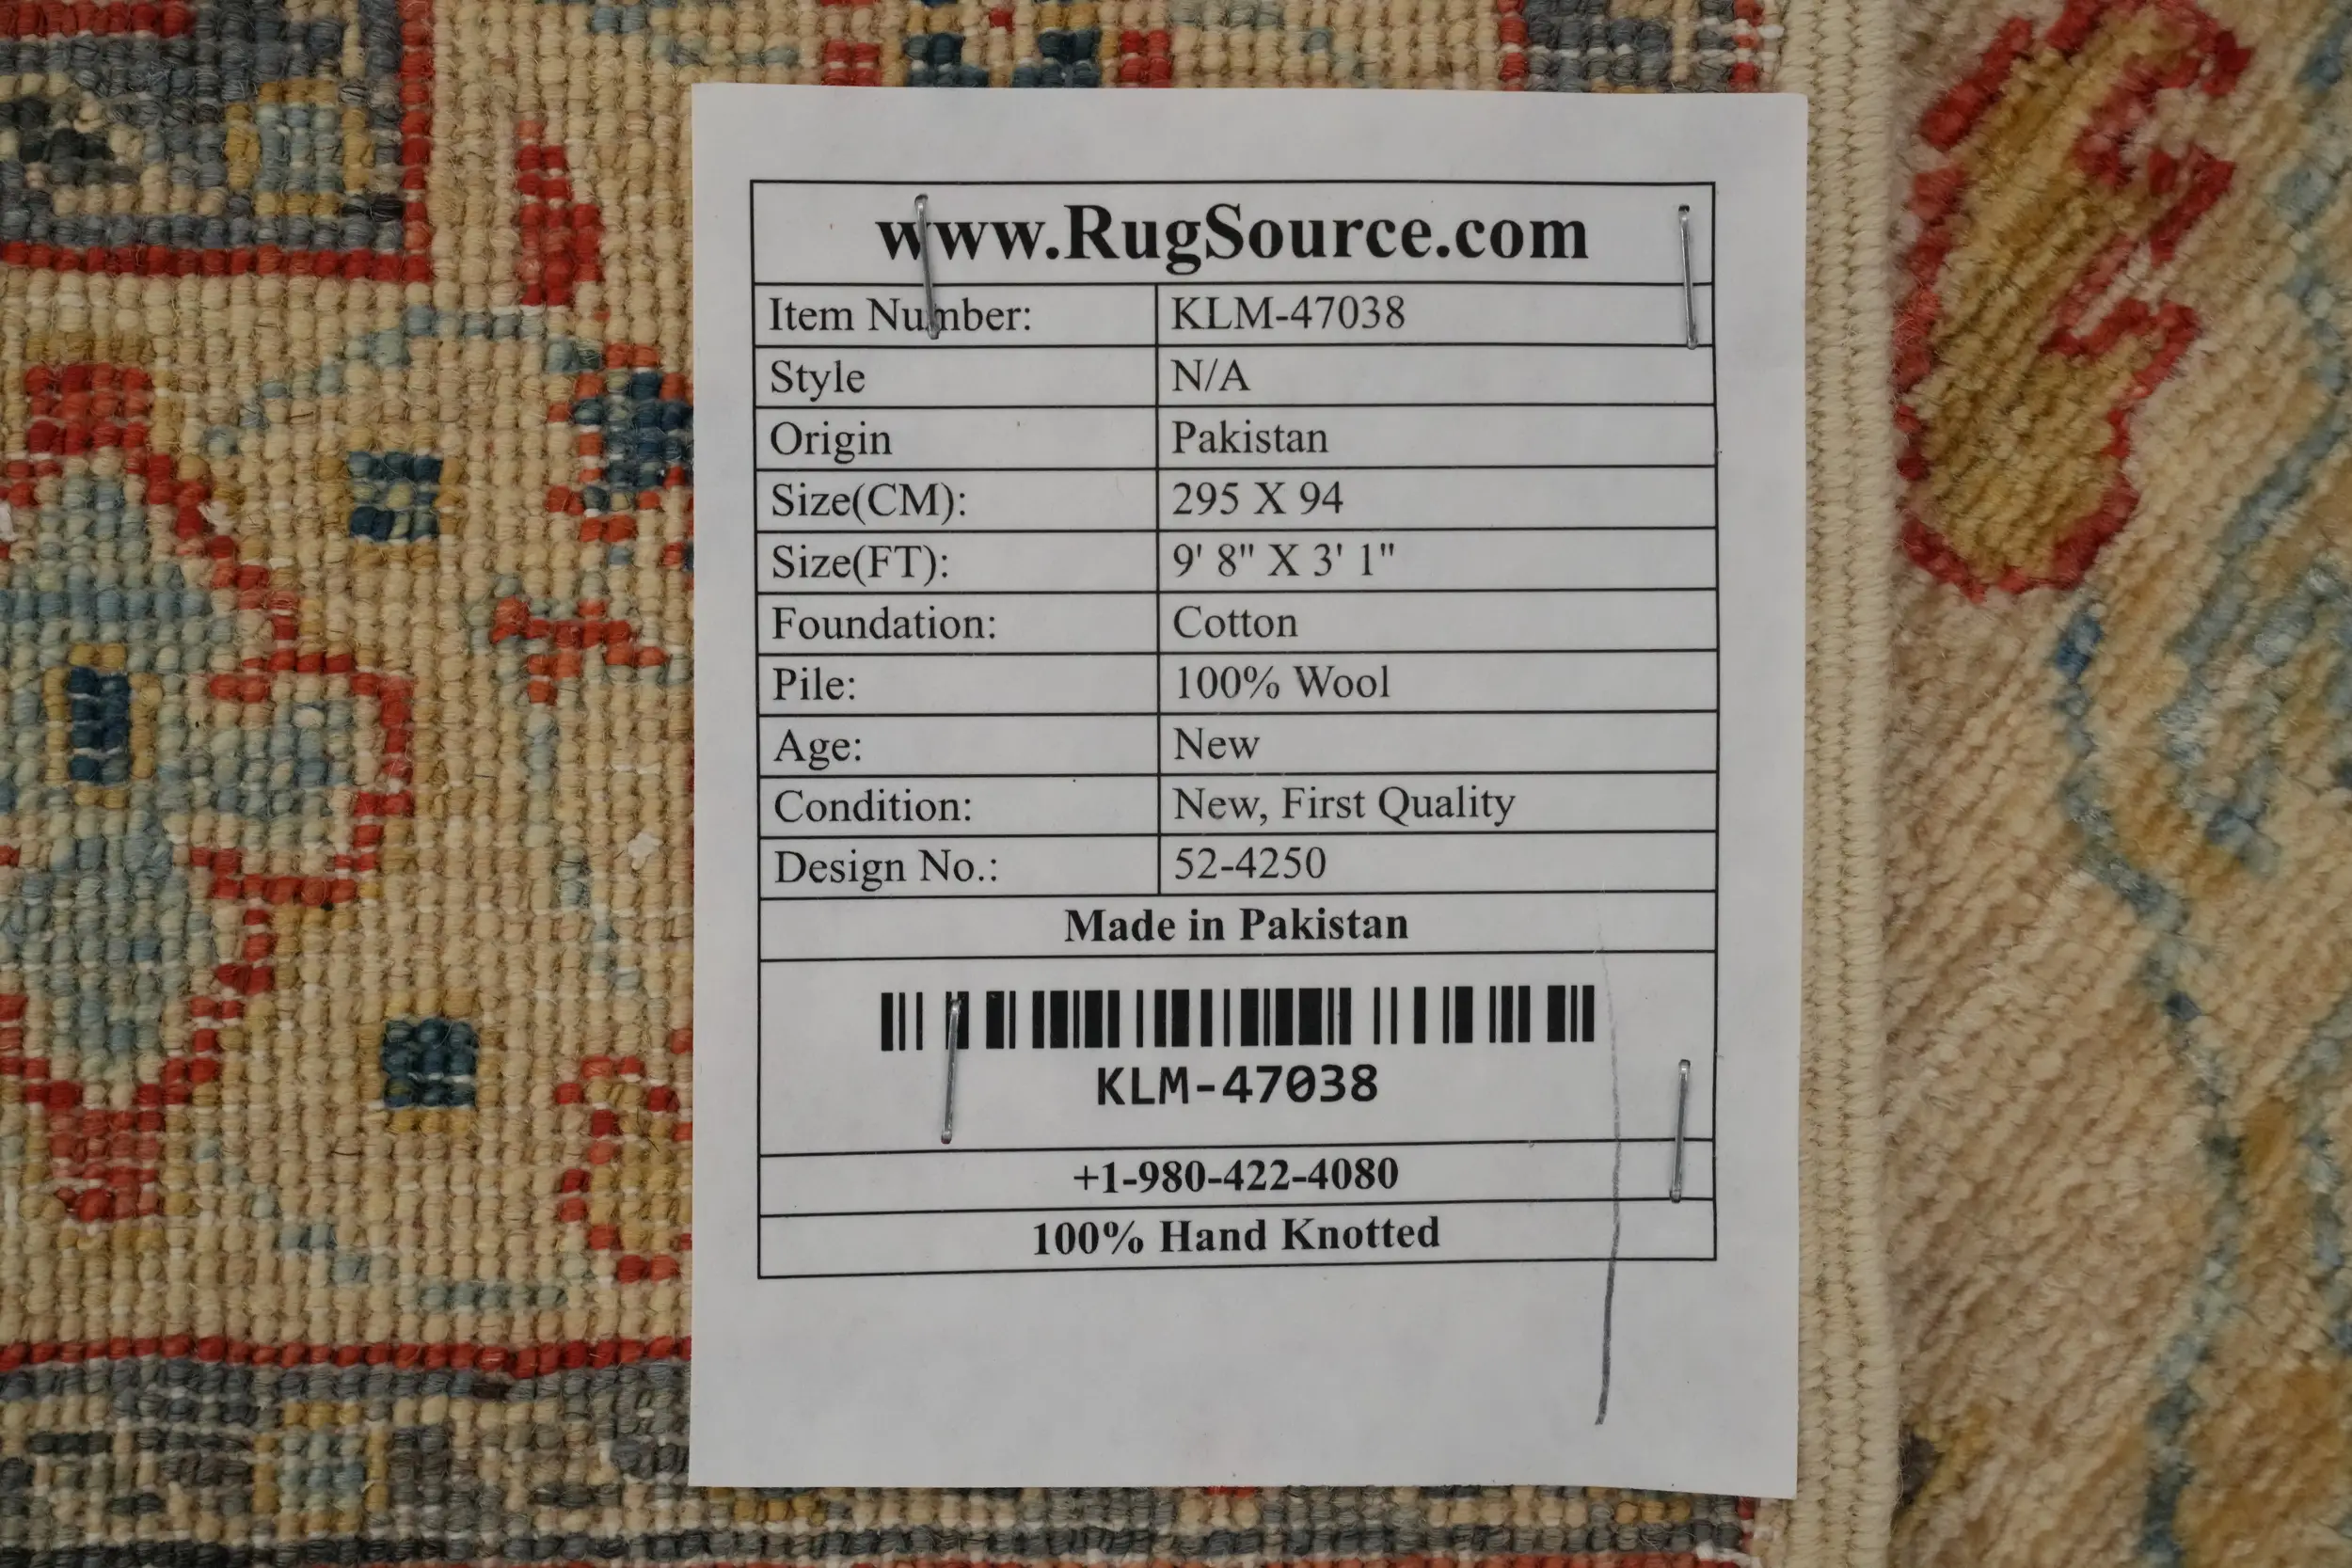 www.RugSource.com
Item Number: KLM-47038
Style N/A
Origin Pakistan
Size(CM): 295 X 94
Size(FT): 9' 8" X 3' 1"
Foundation: Cotton
Pile: 100% Wool
Age: New
Condition: New, First Quality
Design No.: 52-4250
Made in Pakistan
KLM-47038
+1-980-422-4080
100% Hand Knotted